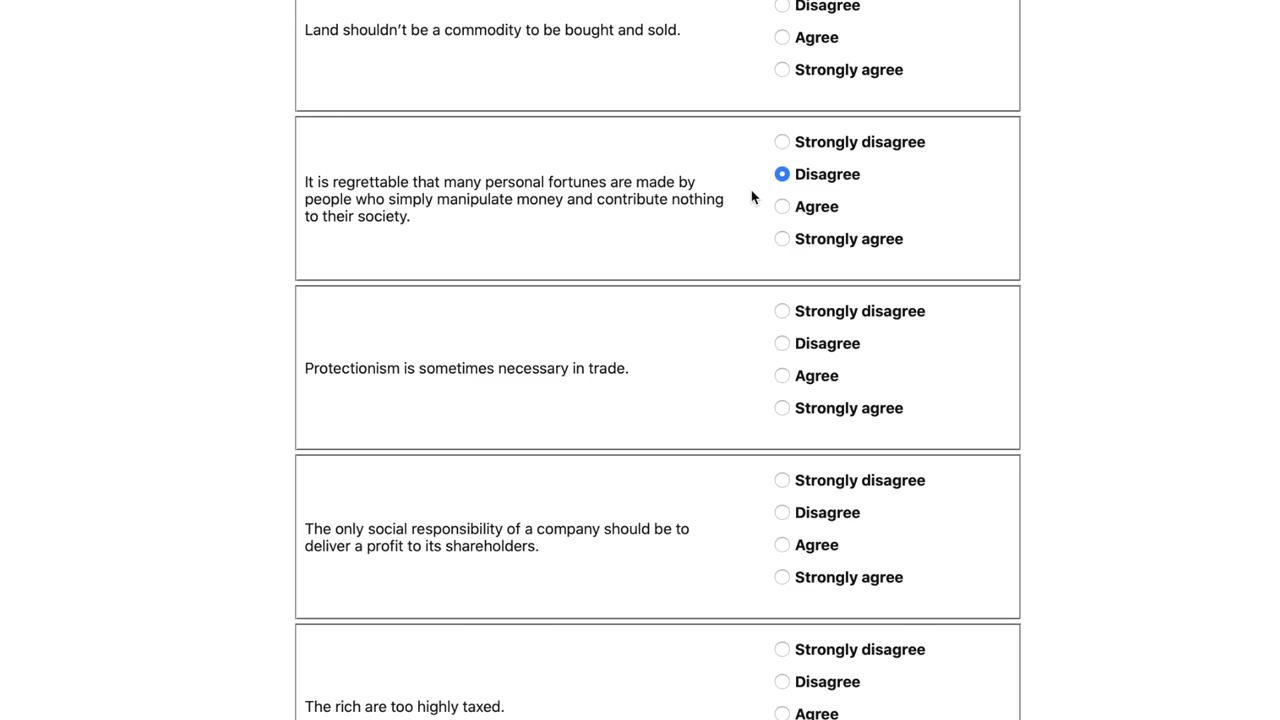 Disagree
Land shouldn't be a commodity to be bought and sold.
Agree
Strongly agree
Strongly disagree
Disagree
It is regrettable that many personal fortunes are made by
people who simply manipulate money and contribute nothing
to their society.
Agree
Strongly agree
Strongly disagree
Disagree
Protectionism is sometimes necessary in trade.
Agree
Strongly agree
Strongly disagree
Disagree
The only social responsibility of a company should be to
deliver a profit to its shareholders.
Agree
Strongly agree
Strongly disagree
Disagree
The rich are too highly taxed.
Agree